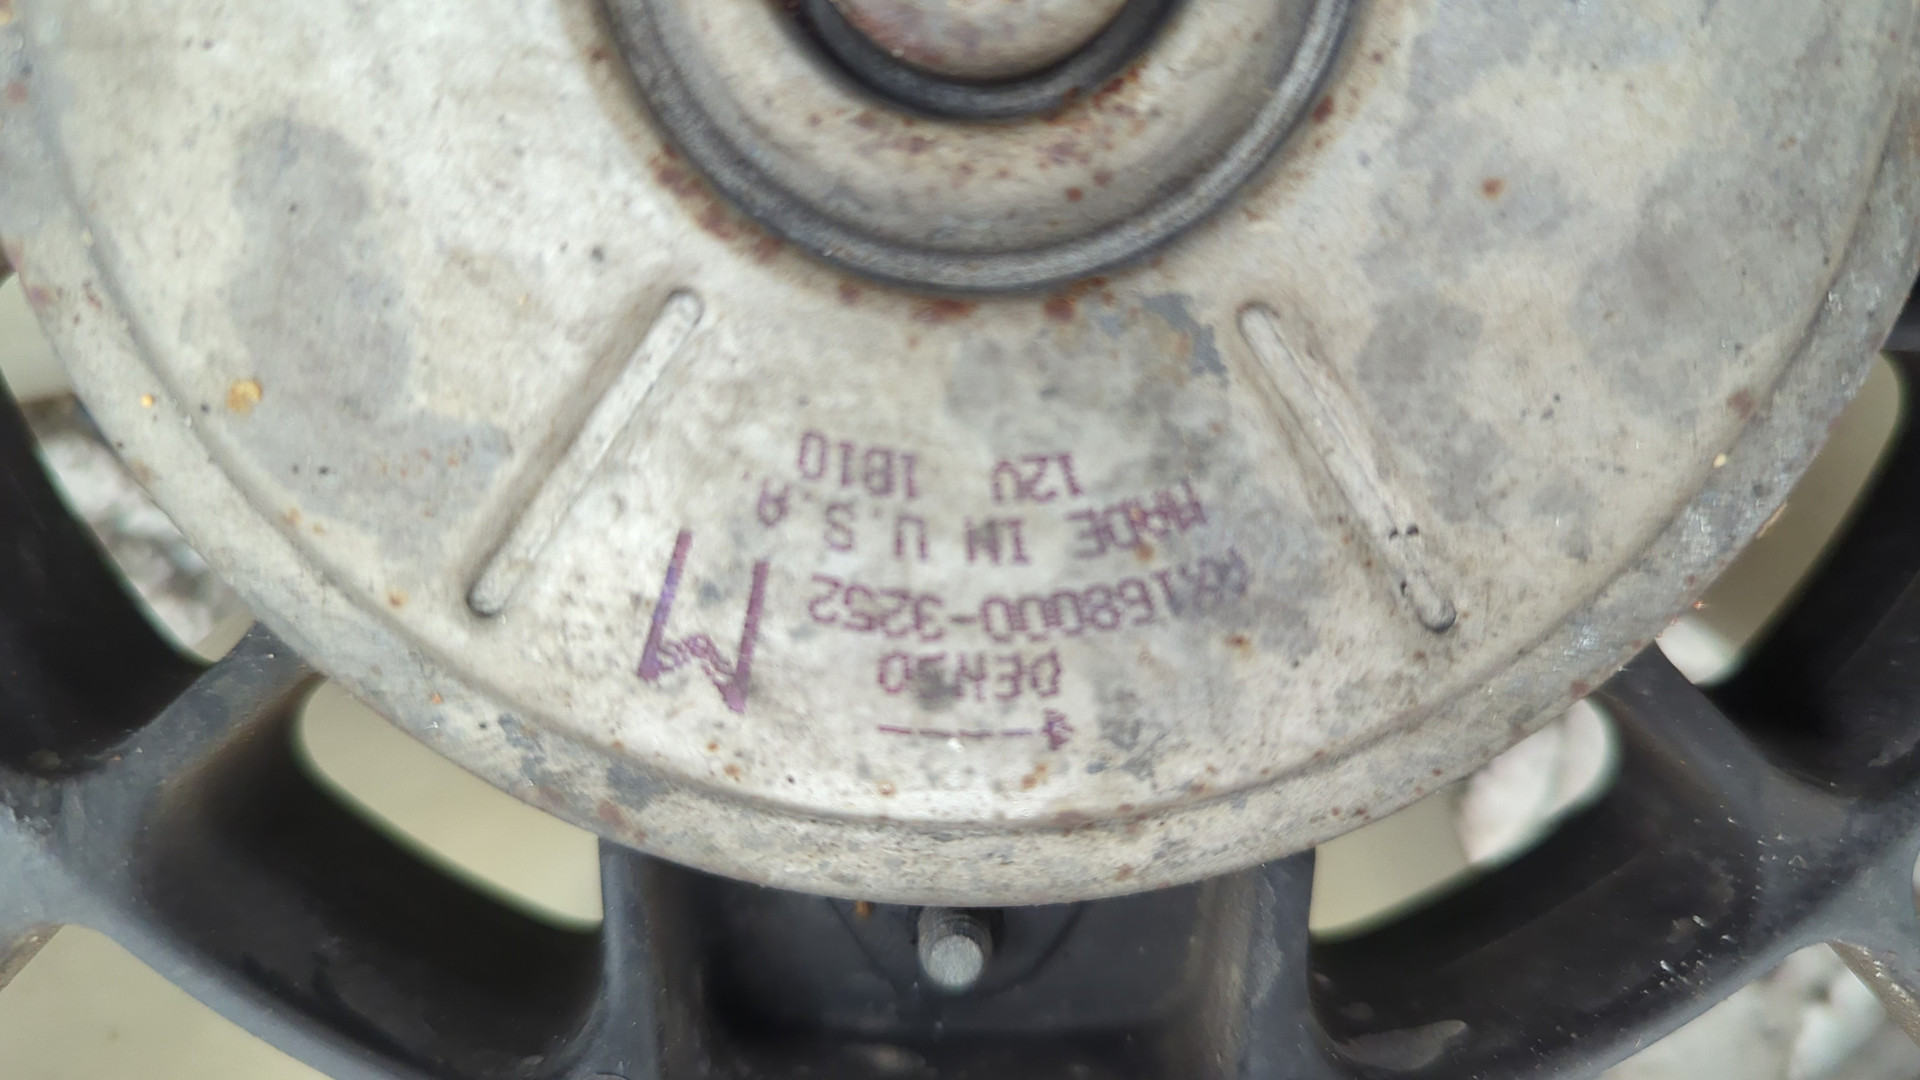 DENSO
168000-3252
MADE IN U.S.A
12V 1810
M